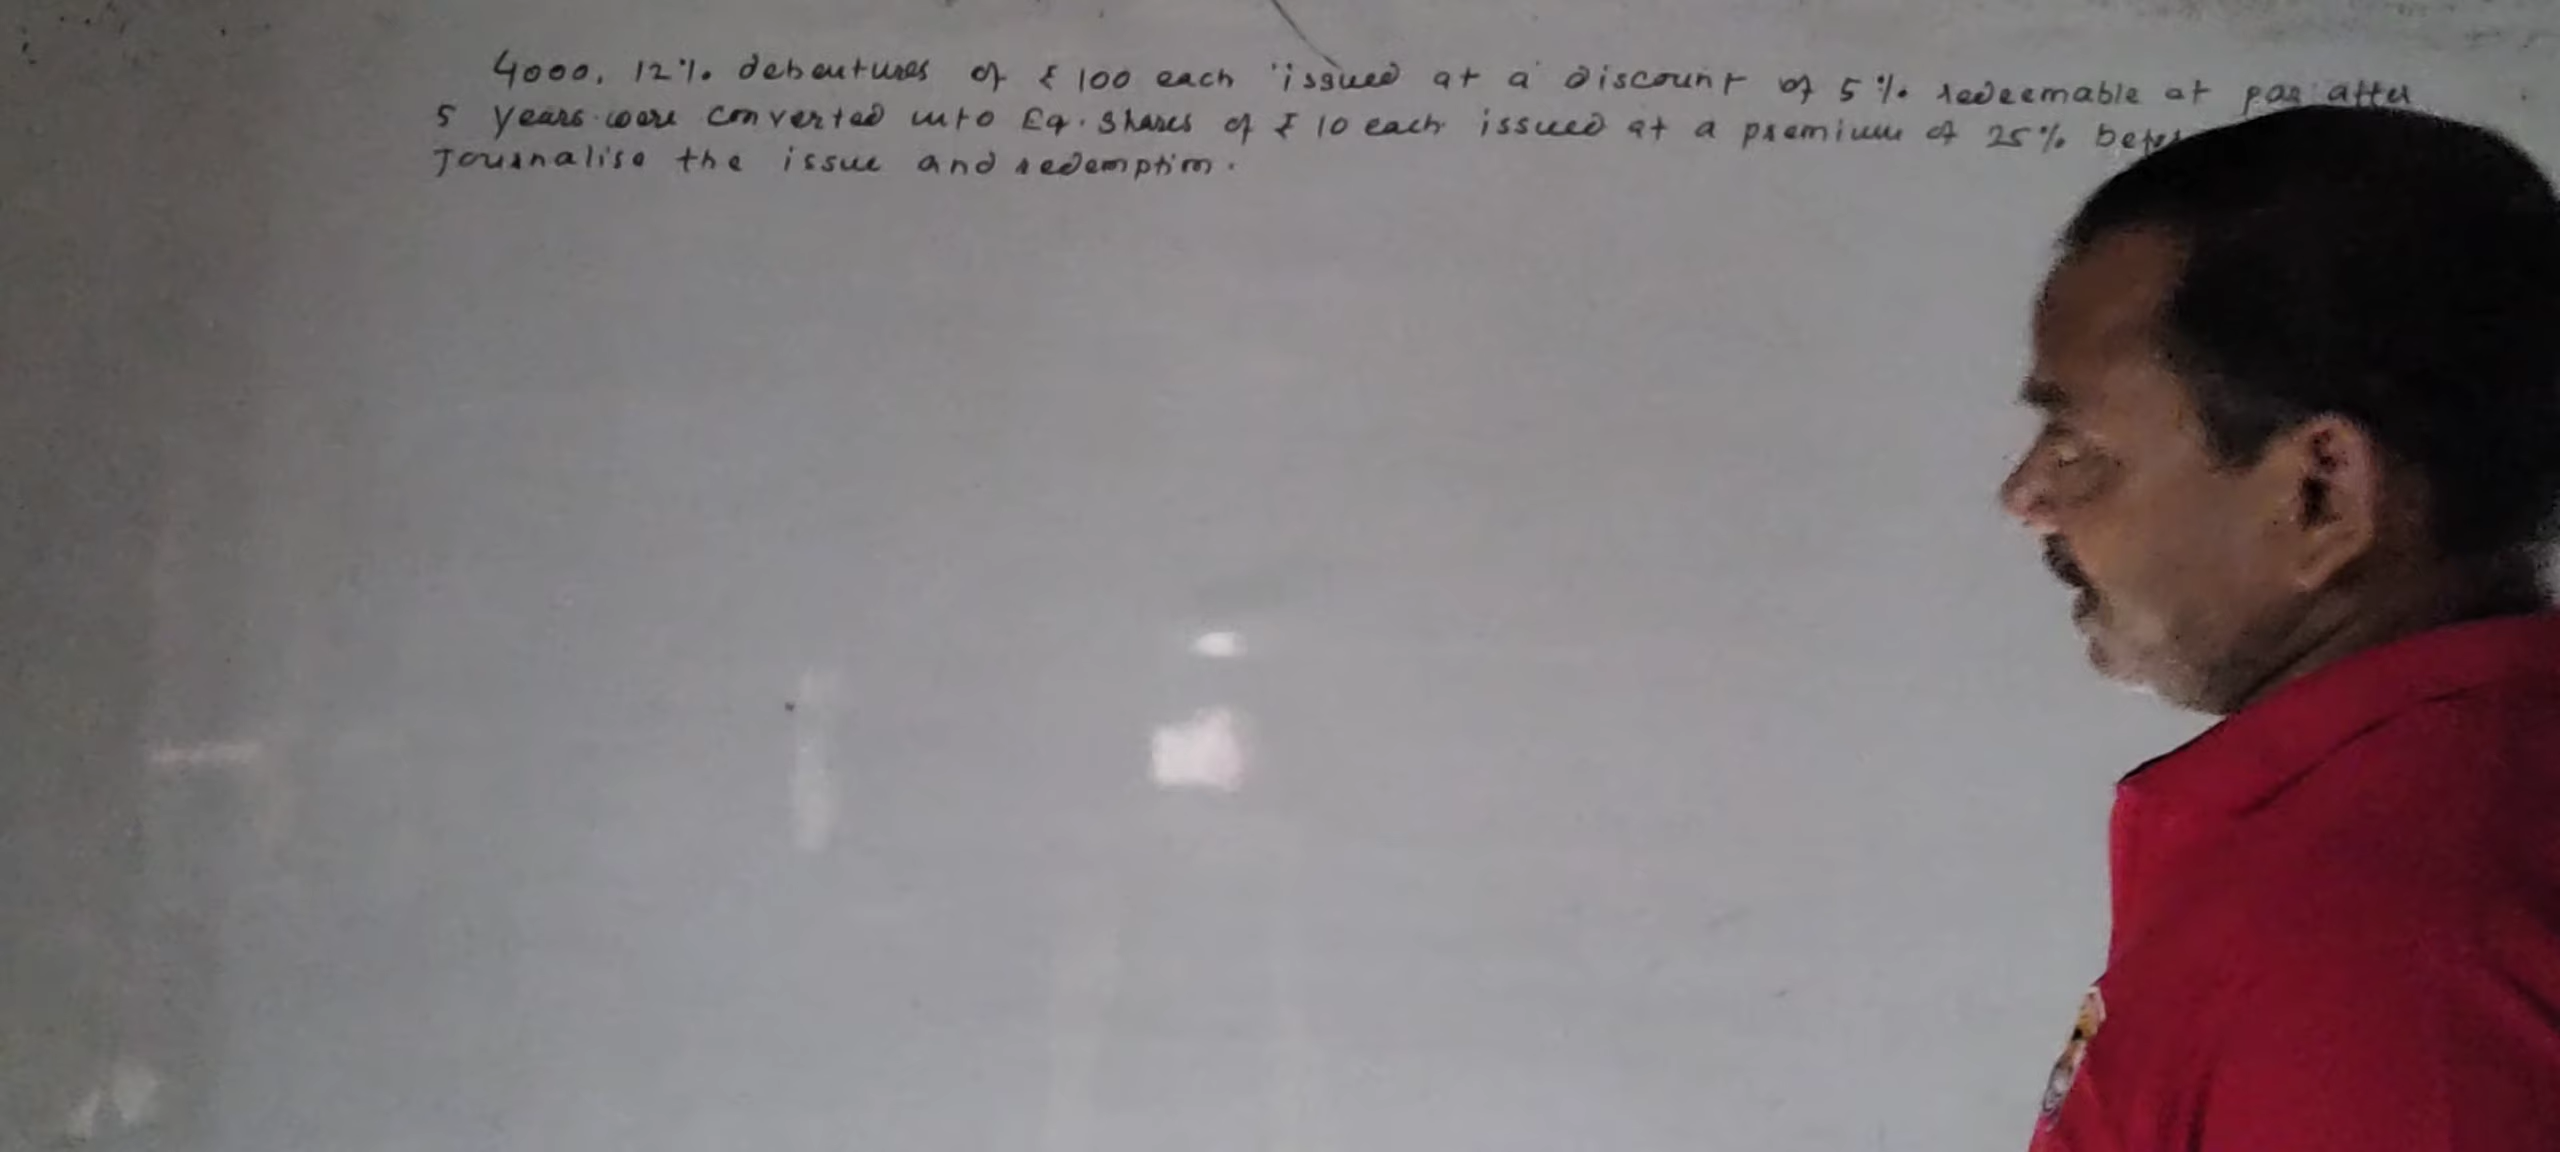 4000, 12%. debentures of ₹ 100 each issued at a discount of 5%. redeemable at par after
5 years were converted into Eq. Shares of ₹ 10 each issued at a premium of 25%
Journalise the issue and redemption.